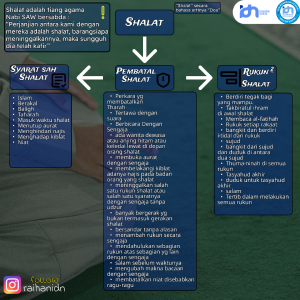 Shalat adalah tiang agama
Nabi SAW bersabda :
"Perjanjian antara kami dengan
mereka adalah shalat, barangsiapa
meninggalkannya, maka sungguh
dia telah kafir"
"Shalat" secara
bahasa artinya "Doa"
Shalat
Syarat sah
Shalat
• Islam
• Berakal
• Baligh
• Taharah
• Masuk waktu shalat
• Menutup aurat
• Menghindari najis
• Menghadap kiblat
• Niat
Pembatal
Shalat
• Perkara yg
membatalkan
Thaharah
• Tertawa dengan
suara
• Berbicara Dengan
Sengaja
• ada wanita dewasa
atau anjing hitam atau
keledai lewat di depan
orang shalat
• membuka aurat
dengan sengaja
• membelakangi kiblat
adanya najis pada badan
orang yang shalat
• meninggalkan salah
satu rukun shalat atau
salah satu syaratnya
dengan sengaja tanpa
udzur
• banyak bergerak yg
bukan termasuk gerakan
shalat
• bersandar tanpa alasan
• menambah rukun secara
sengaja
• mendahulukan sebagian
rukun atas sebagian yg lain
dengan sengaja
• salam sebelum waktunya
• mengubah makna bacaan
dengan sengaja
• membatalkan niat disebabkan
ragu-ragu
Rukun²
Shalat
• Berdiri tegak bagi
yang mampu
• Takbiratul ihram
di awal shalat
• Membaca al-fatihah
• Rukuk setiap rakaat
• bangkit dan berdiri
i'tidal dari rukuk
• sujud
• bangkit dari sujud
dan duduk di antara
dua sujud
• Thuma'ninah di semua
rukun
• Tasyahud akhir
• duduk untuk tasyahud
akhir
• salam
• Tertib dalam melakukan
semua rukun
Follow
raihanidn
idn